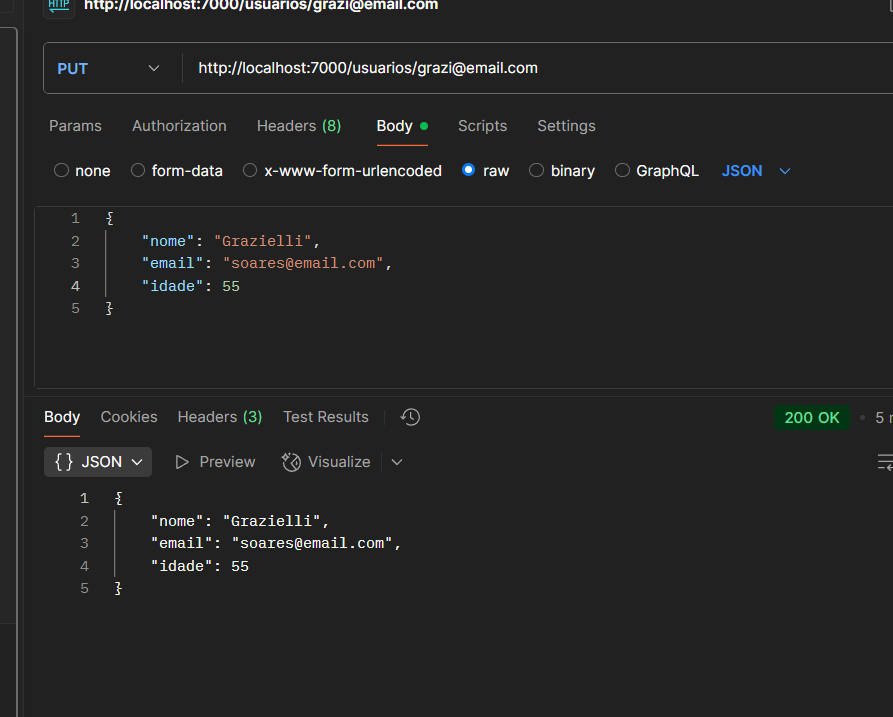 HTTP http://localhost:7000/usuarios/grazi@email.com
PUT http://localhost:7000/usuarios/grazi@email.com
Params Authorization Headers (8) Body Scripts Settings
none form-data x-www-form-urlencoded raw binary GraphQL JSON
1 {
2 "nome": "Grazielli",
3 "email": "soares@email.com",
4 "idade": 55
5 }
Body Cookies Headers (3) Test Results 200 OK 5
{} JSON Preview Visualize
1 {
2 "nome": "Grazielli",
3 "email": "soares@email.com",
4 "idade": 55
5 }